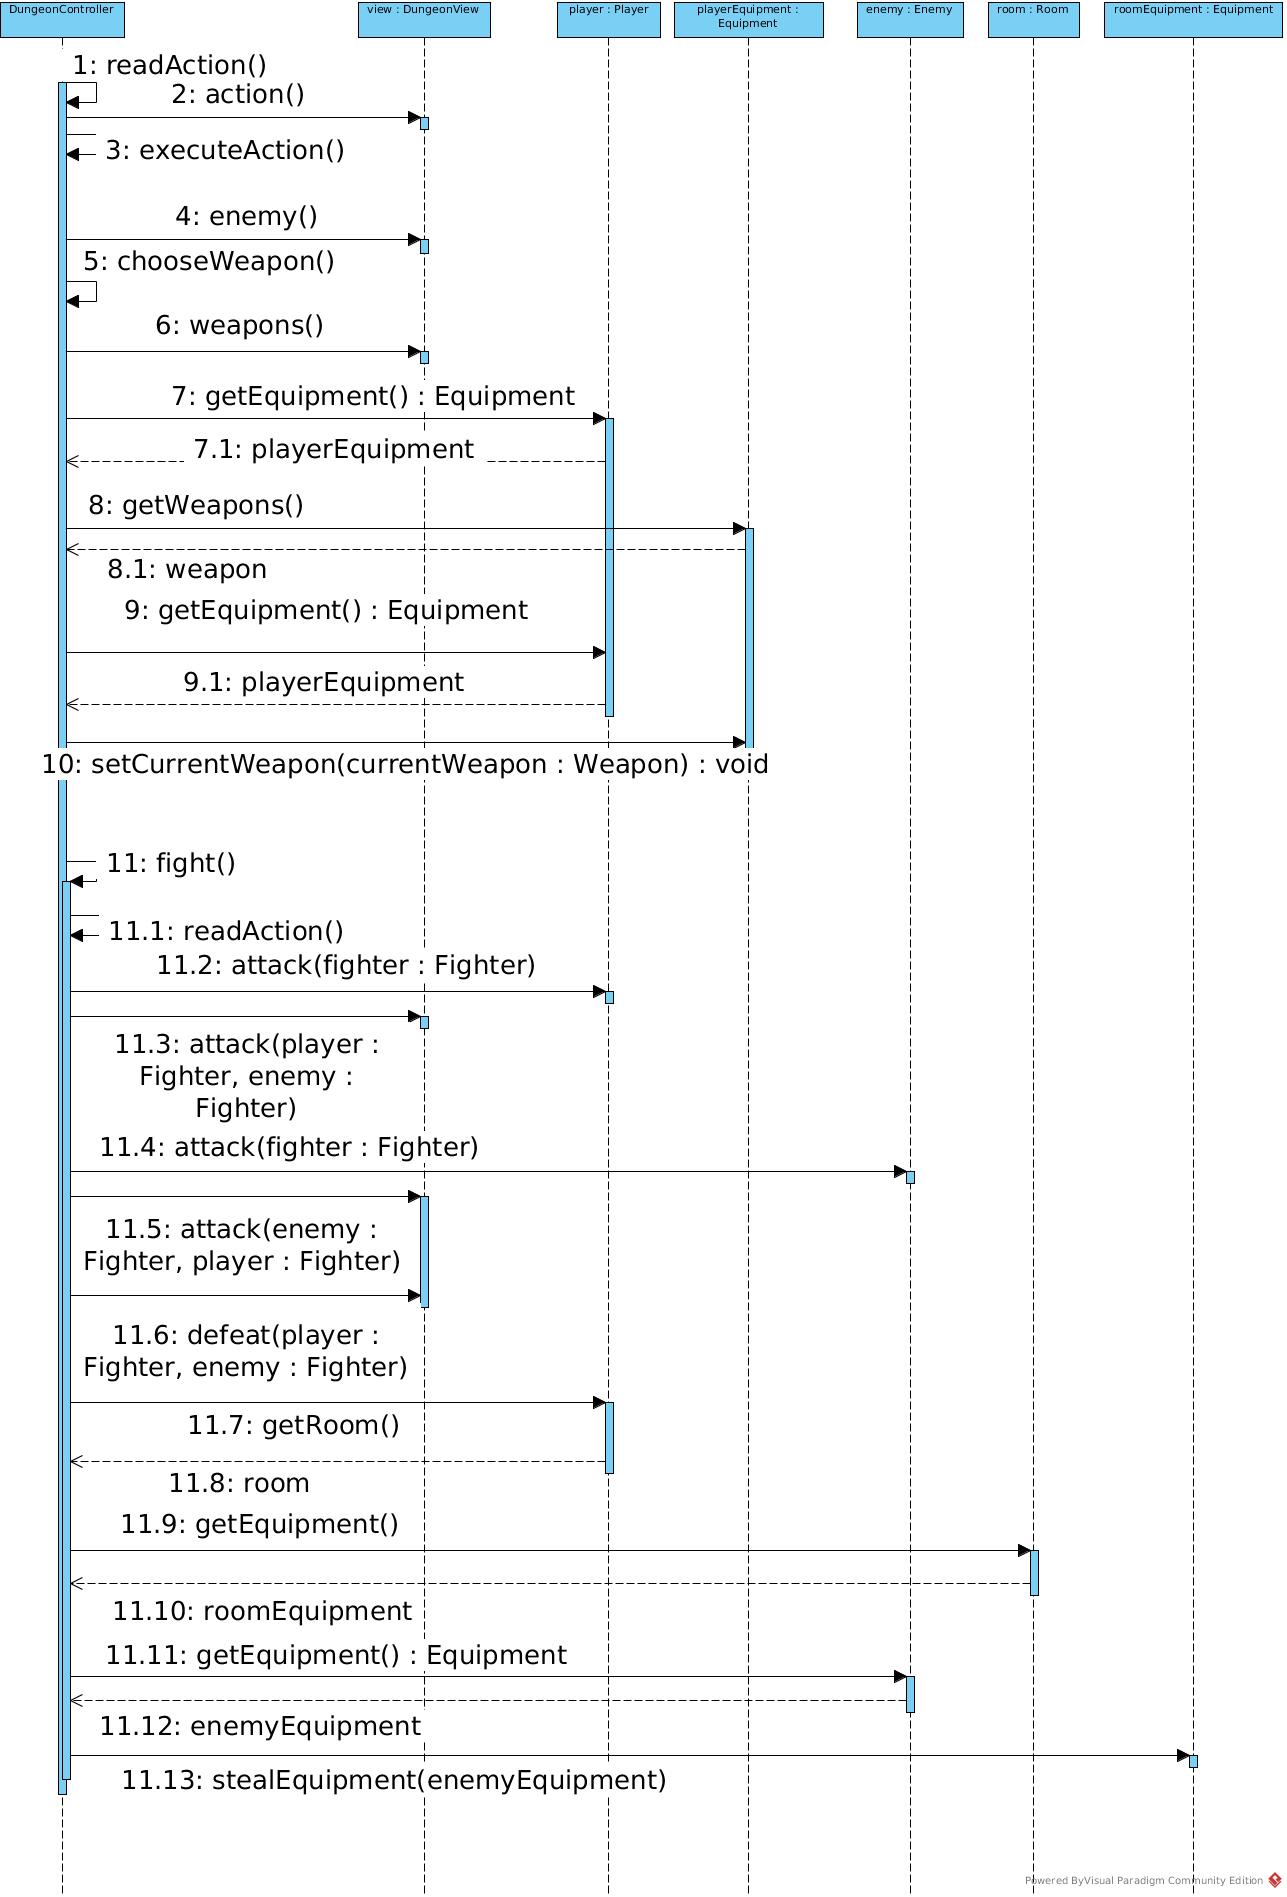 DungeonController
view : DungeonView
player : Player
playerEquipment :
Equipment
enemy : Enemy
room : Room
roomEquipment : Equipment
1: readAction()
2: action()
3: executeAction()
4: enemy()
5: chooseWeapon()
6: weapons()
7: getEquipment() : Equipment
7.1: playerEquipment
8: getWeapons()
8.1: weapon
9: getEquipment() : Equipment
9.1: playerEquipment
10: setCurrentWeapon(currentWeapon : Weapon) : void
11: fight()
11.1: readAction()
11.2: attack(fighter : Fighter)
11.3: attack(player :
Fighter, enemy :
Fighter)
11.4: attack(fighter : Fighter)
11.5: attack(enemy :
Fighter, player : Fighter)
11.6: defeat(player :
Fighter, enemy : Fighter)
11.7: getRoom()
11.8: room
11.9: getEquipment()
11.10: roomEquipment
11.11: getEquipment() : Equipment
11.12: enemyEquipment
11.13: stealEquipment(enemyEquipment)
Powered ByVisual Paradigm Community Edition